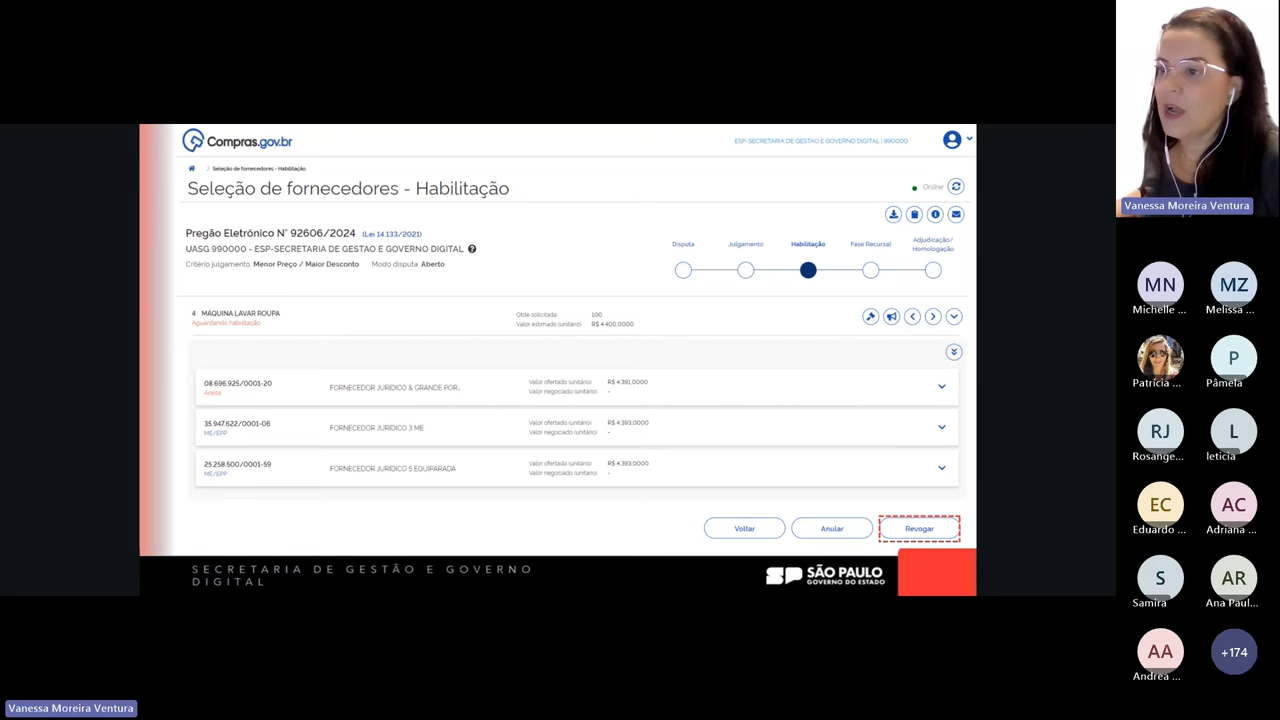 Compras.gov.br
ESP-SECRETARIA DE GESTAO E GOVERNO DIGITAL | 990000
Seleção de fornecedores - Habilitação
Seleção de fornecedores - Habilitação
Online
Pregão Eletrônico N° 92606/2024 (Lei 14.133/2021)
UASG 990000 - ESP-SECRETARIA DE GESTAO E GOVERNO DIGITAL
Critério julgamento: Menor Preço / Maior Desconto Modo disputa: Aberto
Disputa Julgamento Habilitação Fase Recursal Adjudicação/
Homologação
4 MÁQUINA LAVAR ROUPA Qtde solicitada 100
Aguardando habilitação Valor estimado (unitário) R$ 4.400,0000
08.696.925/0001-20 FORNECEDOR JURIDICO & GRANDE POR... Valor ofertado (unitário) R$ 4.391,0000
Aceita Valor negociado (unitário) -
35.947.622/0001-06 FORNECEDOR JURIDICO 3 ME Valor ofertado (unitário) R$ 4.393,0000
ME/EPP Valor negociado (unitário) -
25.258.500/0001-59 FORNECEDOR JURIDICO 5 EQUIPARADA Valor ofertado (unitário) R$ 4.393,0000
ME/EPP Valor negociado (unitário) -
Voltar Anular Revogar
SECRETARIA DE GESTÃO E GOVERNO
DIGITAL
SP SÃO PAULO
GOVERNO DO ESTADO
Vanessa Moreira Ventura
MN MZ
Michelle ... Melissa ...
P
Patrícia ... Pâmela
RJ L
Rosange... leticia
EC AC
Eduardo ... Adriana ...
S AR
Samira Ana Paul...
AA +174
Andrea ...
Vanessa Moreira Ventura